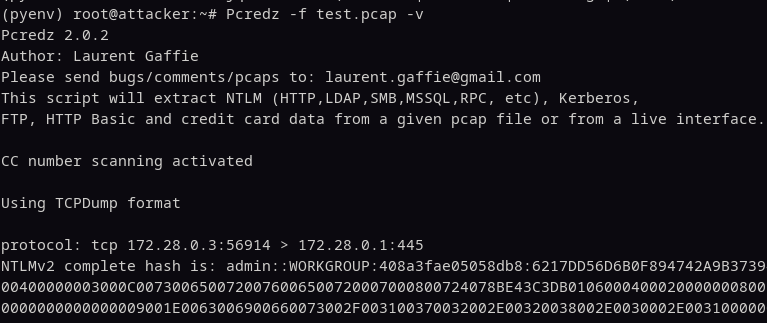 (pyenv) root@attacker:~# Pcredz -f test.pcap -v
Pcredz 2.0.2
Author: Laurent Gaffie
Please send bugs/comments/pcaps to: laurent.gaffie@gmail.com
This script will extract NTLM (HTTP,LDAP,SMB,MSSQL,RPC, etc), Kerberos,
FTP, HTTP Basic and credit card data from a given pcap file or from a live interface.
CC number scanning activated
Using TCPDump format
protocol: tcp 172.28.0.3:56914 > 172.28.0.1:445
NTLMv2 complete hash is: admin::WORKGROUP:408a3fae05058db8:6217DD56D6B0F894742A9B3739
00400000003000C0073006500720076006500720007000800724078BE43C3DB0106000400020000000800
0000000000000009001E0063006900660073002F003100370032002E00320038002E0030002E003100000